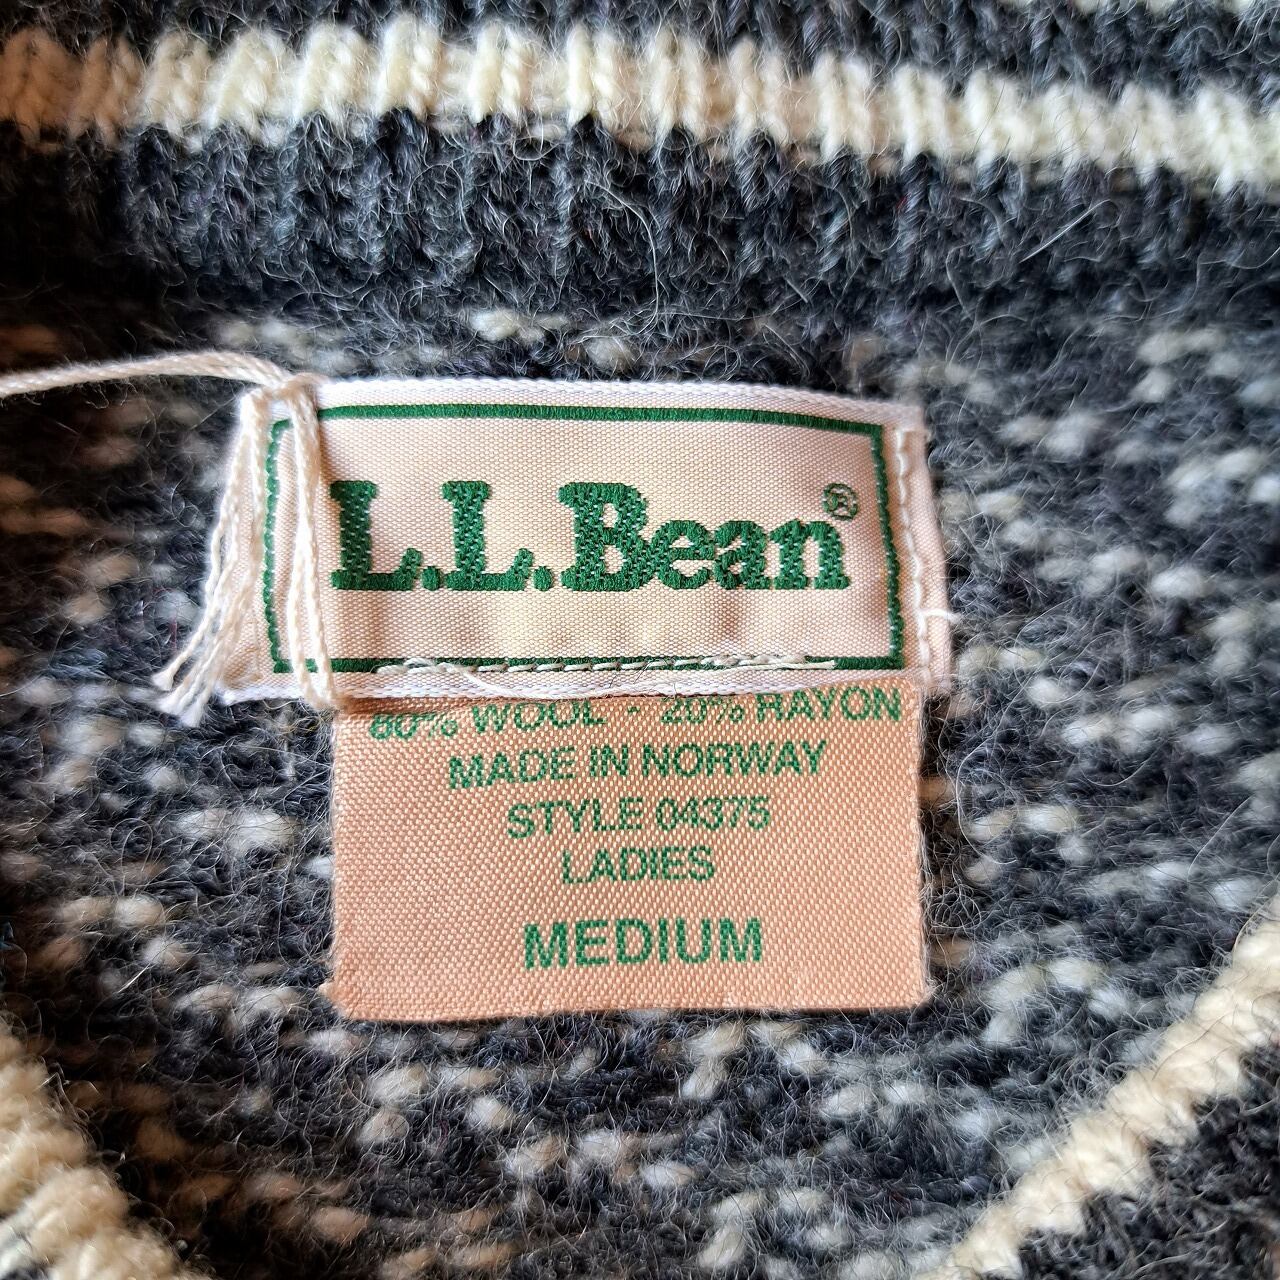 L.L.Bean®
80% WOOL - 20% RAYON
MADE IN NORWAY
STYLE 04375
LADIES
MEDIUM